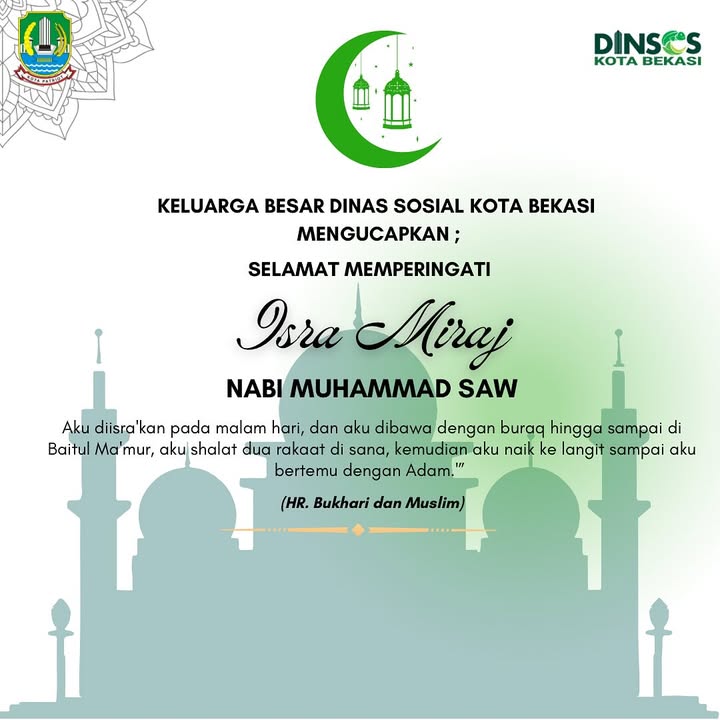 KOTA PATRIOT
DINSOS
KOTA BEKASI
KELUARGA BESAR DINAS SOSIAL KOTA BEKASI
MENGUCAPKAN ;
SELAMAT MEMPERINGATI
Isra Miraj
NABI MUHAMMAD SAW
Aku diisra'kan pada malam hari, dan aku dibawa dengan buraq hingga sampai di
Baitul Ma'mur, aku shalat dua rakaat di sana, kemudian aku naik ke langit sampai aku
bertemu dengan Adam.'”
(HR. Bukhari dan Muslim)